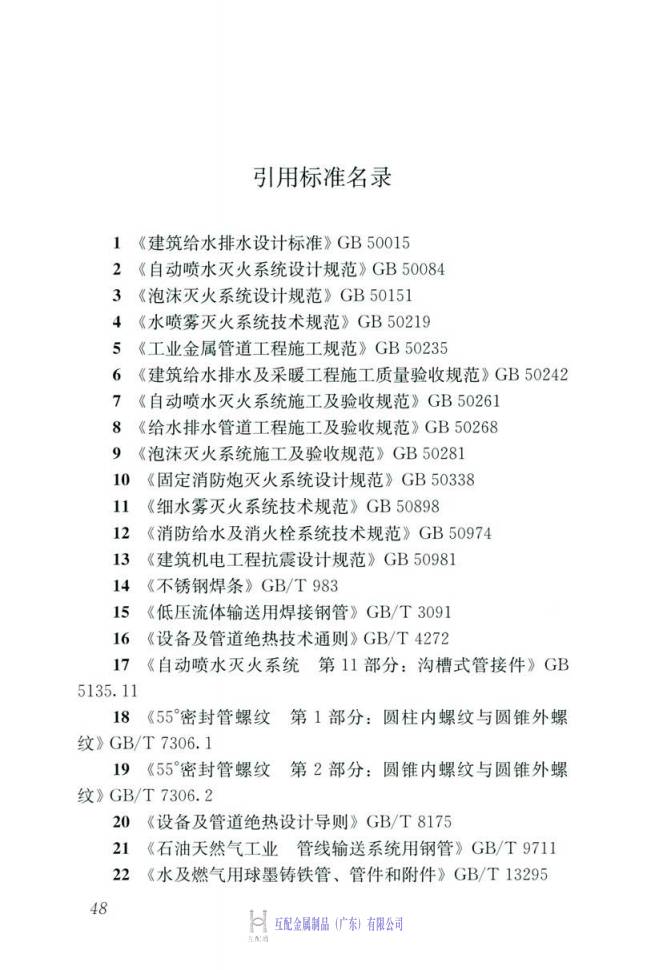 引用标准名录
1 《建筑给水排水设计标准》GB 50015
2 《自动喷水灭火系统设计规范》GB 50084
3 《泡沫灭火系统设计规范》GB 50151
4 《水喷雾灭火系统技术规范》GB 50219
5 《工业金属管道工程施工规范》GB 50235
6 《建筑给水排水及采暖工程施工质量验收规范》GB 50242
7 《自动喷水灭火系统施工及验收规范》GB 50261
8 《给水排水管道工程施工及验收规范》GB 50268
9 《泡沫灭火系统施工及验收规范》GB 50281
10 《固定消防炮灭火系统设计规范》GB 50338
11 《细水雾灭火系统技术规范》GB 50898
12 《消防给水及消火栓系统技术规范》GB 50974
13 《建筑机电工程抗震设计规范》GB 50981
14 《不锈钢焊条》GB/T 983
15 《低压流体输送用焊接钢管》GB/T 3091
16 《设备及管道绝热技术通则》GB/T 4272
17 《自动喷水灭火系统 第 11 部分：沟槽式管接件》GB
5135.11
18 《55°密封管螺纹 第 1 部分：圆柱内螺纹与圆锥外螺
纹》GB/T 7306.1
19 《55°密封管螺纹 第 2 部分：圆锥内螺纹与圆锥外螺
纹》GB/T 7306.2
20 《设备及管道绝热设计导则》GB/T 8175
21 《石油天然气工业 管线输送系统用钢管》GB/T 9711
22 《水及燃气用球墨铸铁管、管件和附件》GB/T 13295
48
互配通
互配金属制品（广东）有限公司